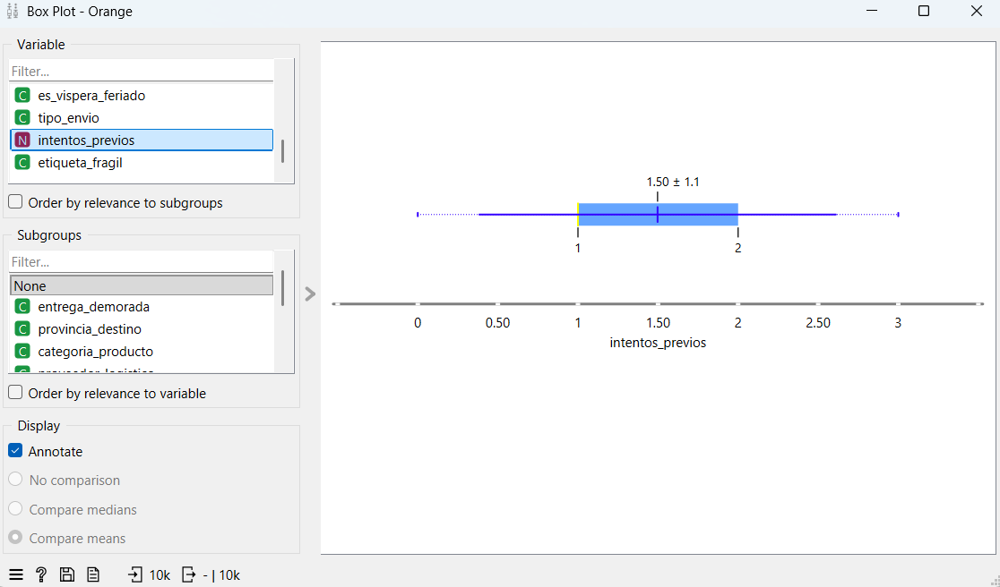 Box Plot - Orange
Variable
Filter...
C es_vispera_feriado
C tipo_envio
N intentos_previos
C etiqueta_fragil
Order by relevance to subgroups
Subgroups
Filter...
None
C entrega_demorada
C provincia_destino
C categoria_producto
Order by relevance to variable
Display
Annotate
No comparison
Compare medians
Compare means
? 10k - | 10k
1.50 ± 1.1
1 2
0 0.50 1 1.50 2 2.50 3
intentos_previos